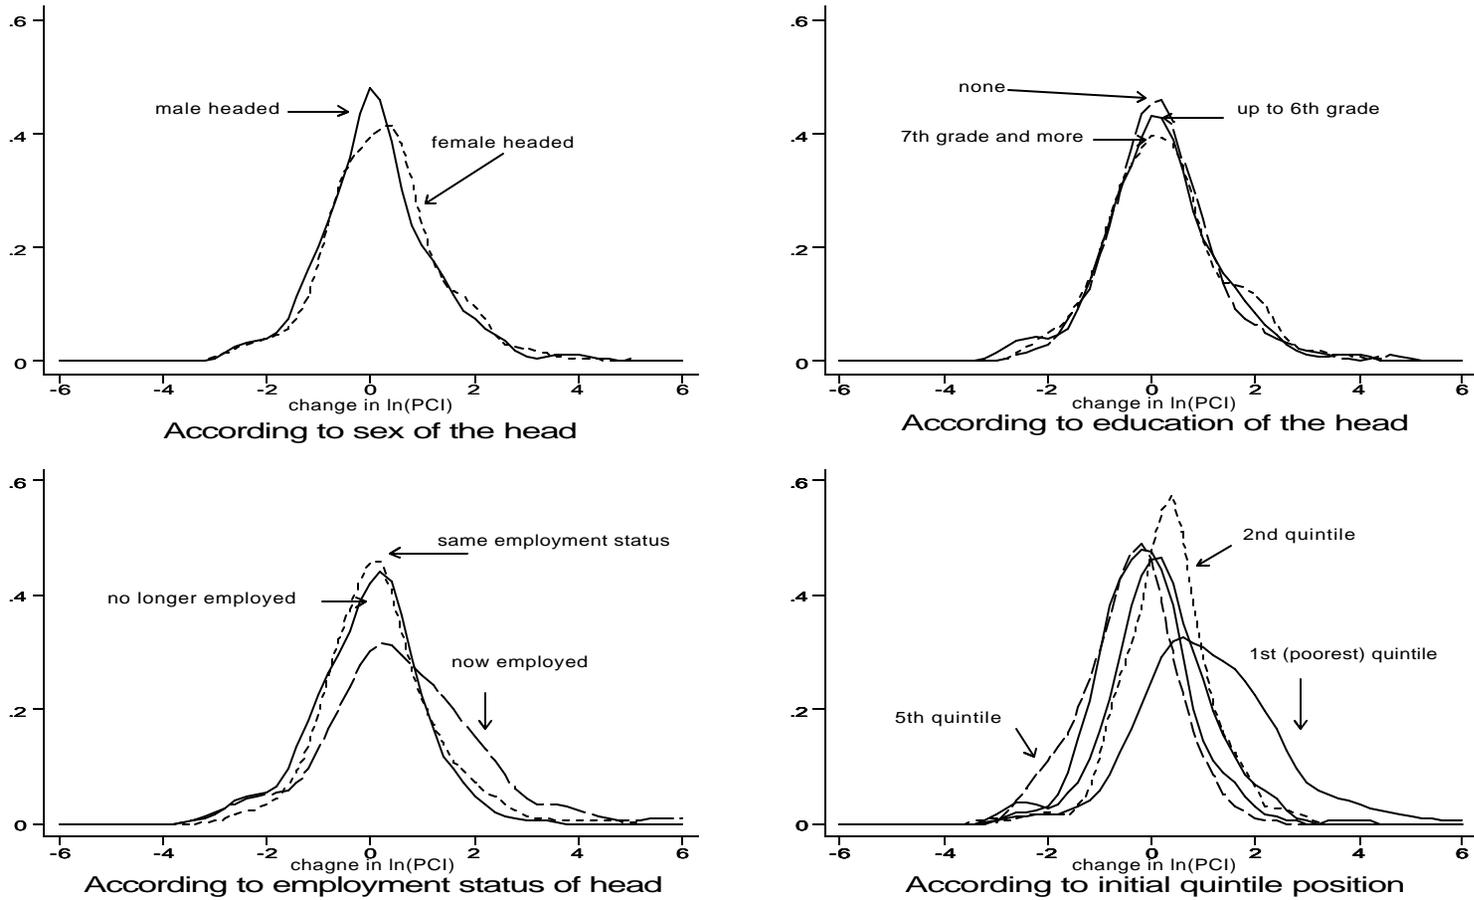 .6
.4
.2
0
male headed
female headed
-6 -4 -2 0 2 4 6
change in ln(PCI)
According to sex of the head
.6
.4
.2
0
none
up to 6th grade
7th grade and more
-6 -4 -2 0 2 4 6
change in ln(PCI)
According to education of the head
.6
.4
.2
0
same employment status
no longer employed
now employed
-6 -4 -2 0 2 4 6
chagne in ln(PCI)
According to employment status of head
.6
.4
.2
0
2nd quintile
1st (poorest) quintile
5th quintile
-6 -4 -2 0 2 4 6
change in ln(PCI)
According to initial quintile position